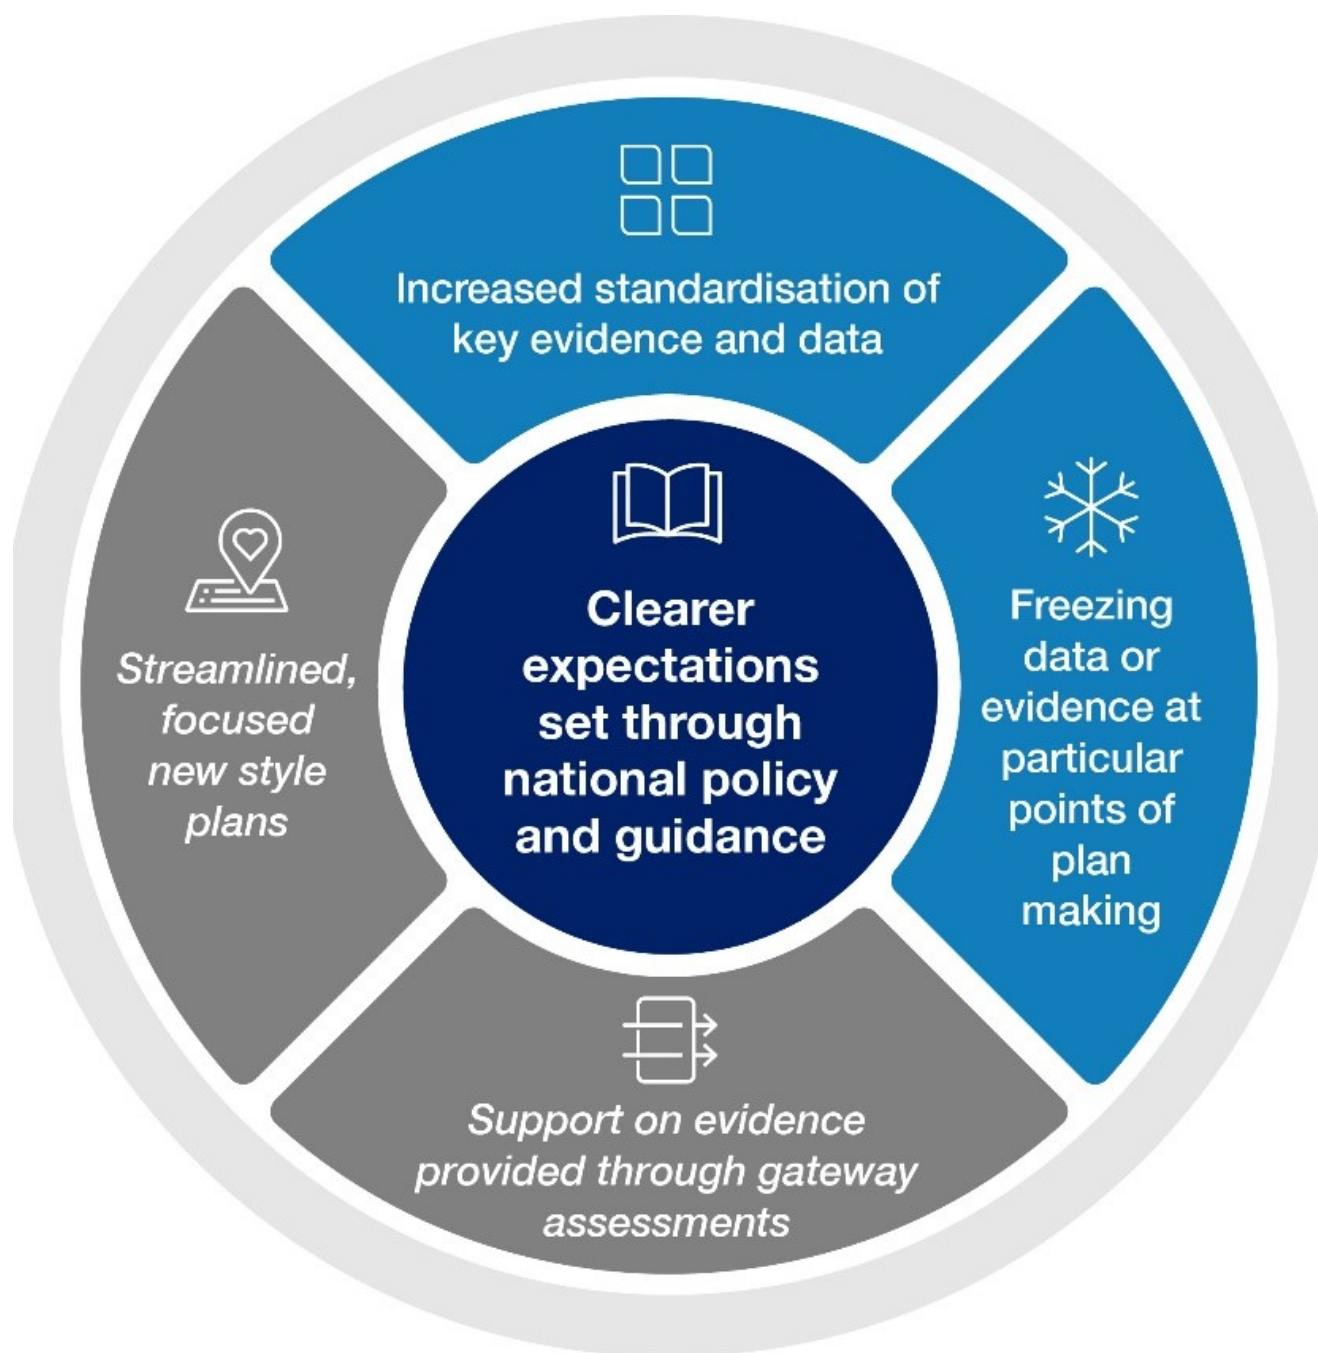 Increased standardisation of
key evidence and data
Streamlined,
focused
new style
plans
Clearer
expectations
set through
national policy
and guidance
Freezing
data or
evidence at
particular
points of
plan
making
Support on evidence
provided through gateway
assessments